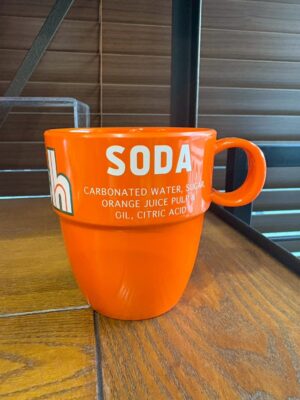 SODA
CARBONATED WATER, SUGAR,
ORANGE JUICE PULP &
OIL, CITRIC ACID
h